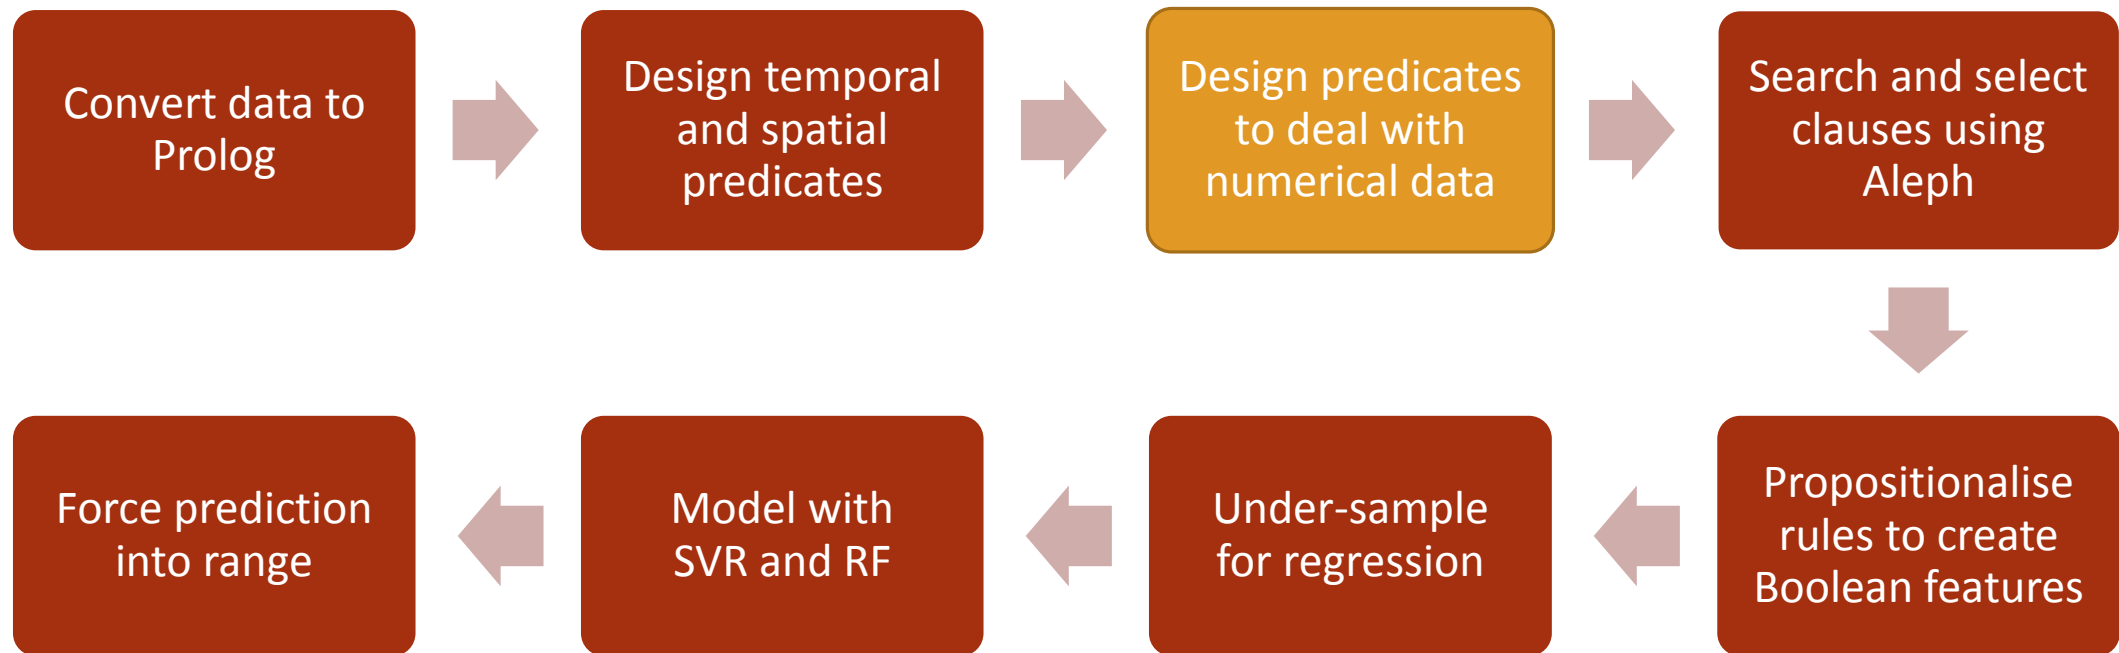 Convert data to
Prolog
Design temporal
and spatial
predicates
Design predicates
to deal with
numerical data
Search and select
clauses using
Aleph
Propositionalise
rules to create
Boolean features
Under-sample
for regression
Model with
SVR and RF
Force prediction
into range